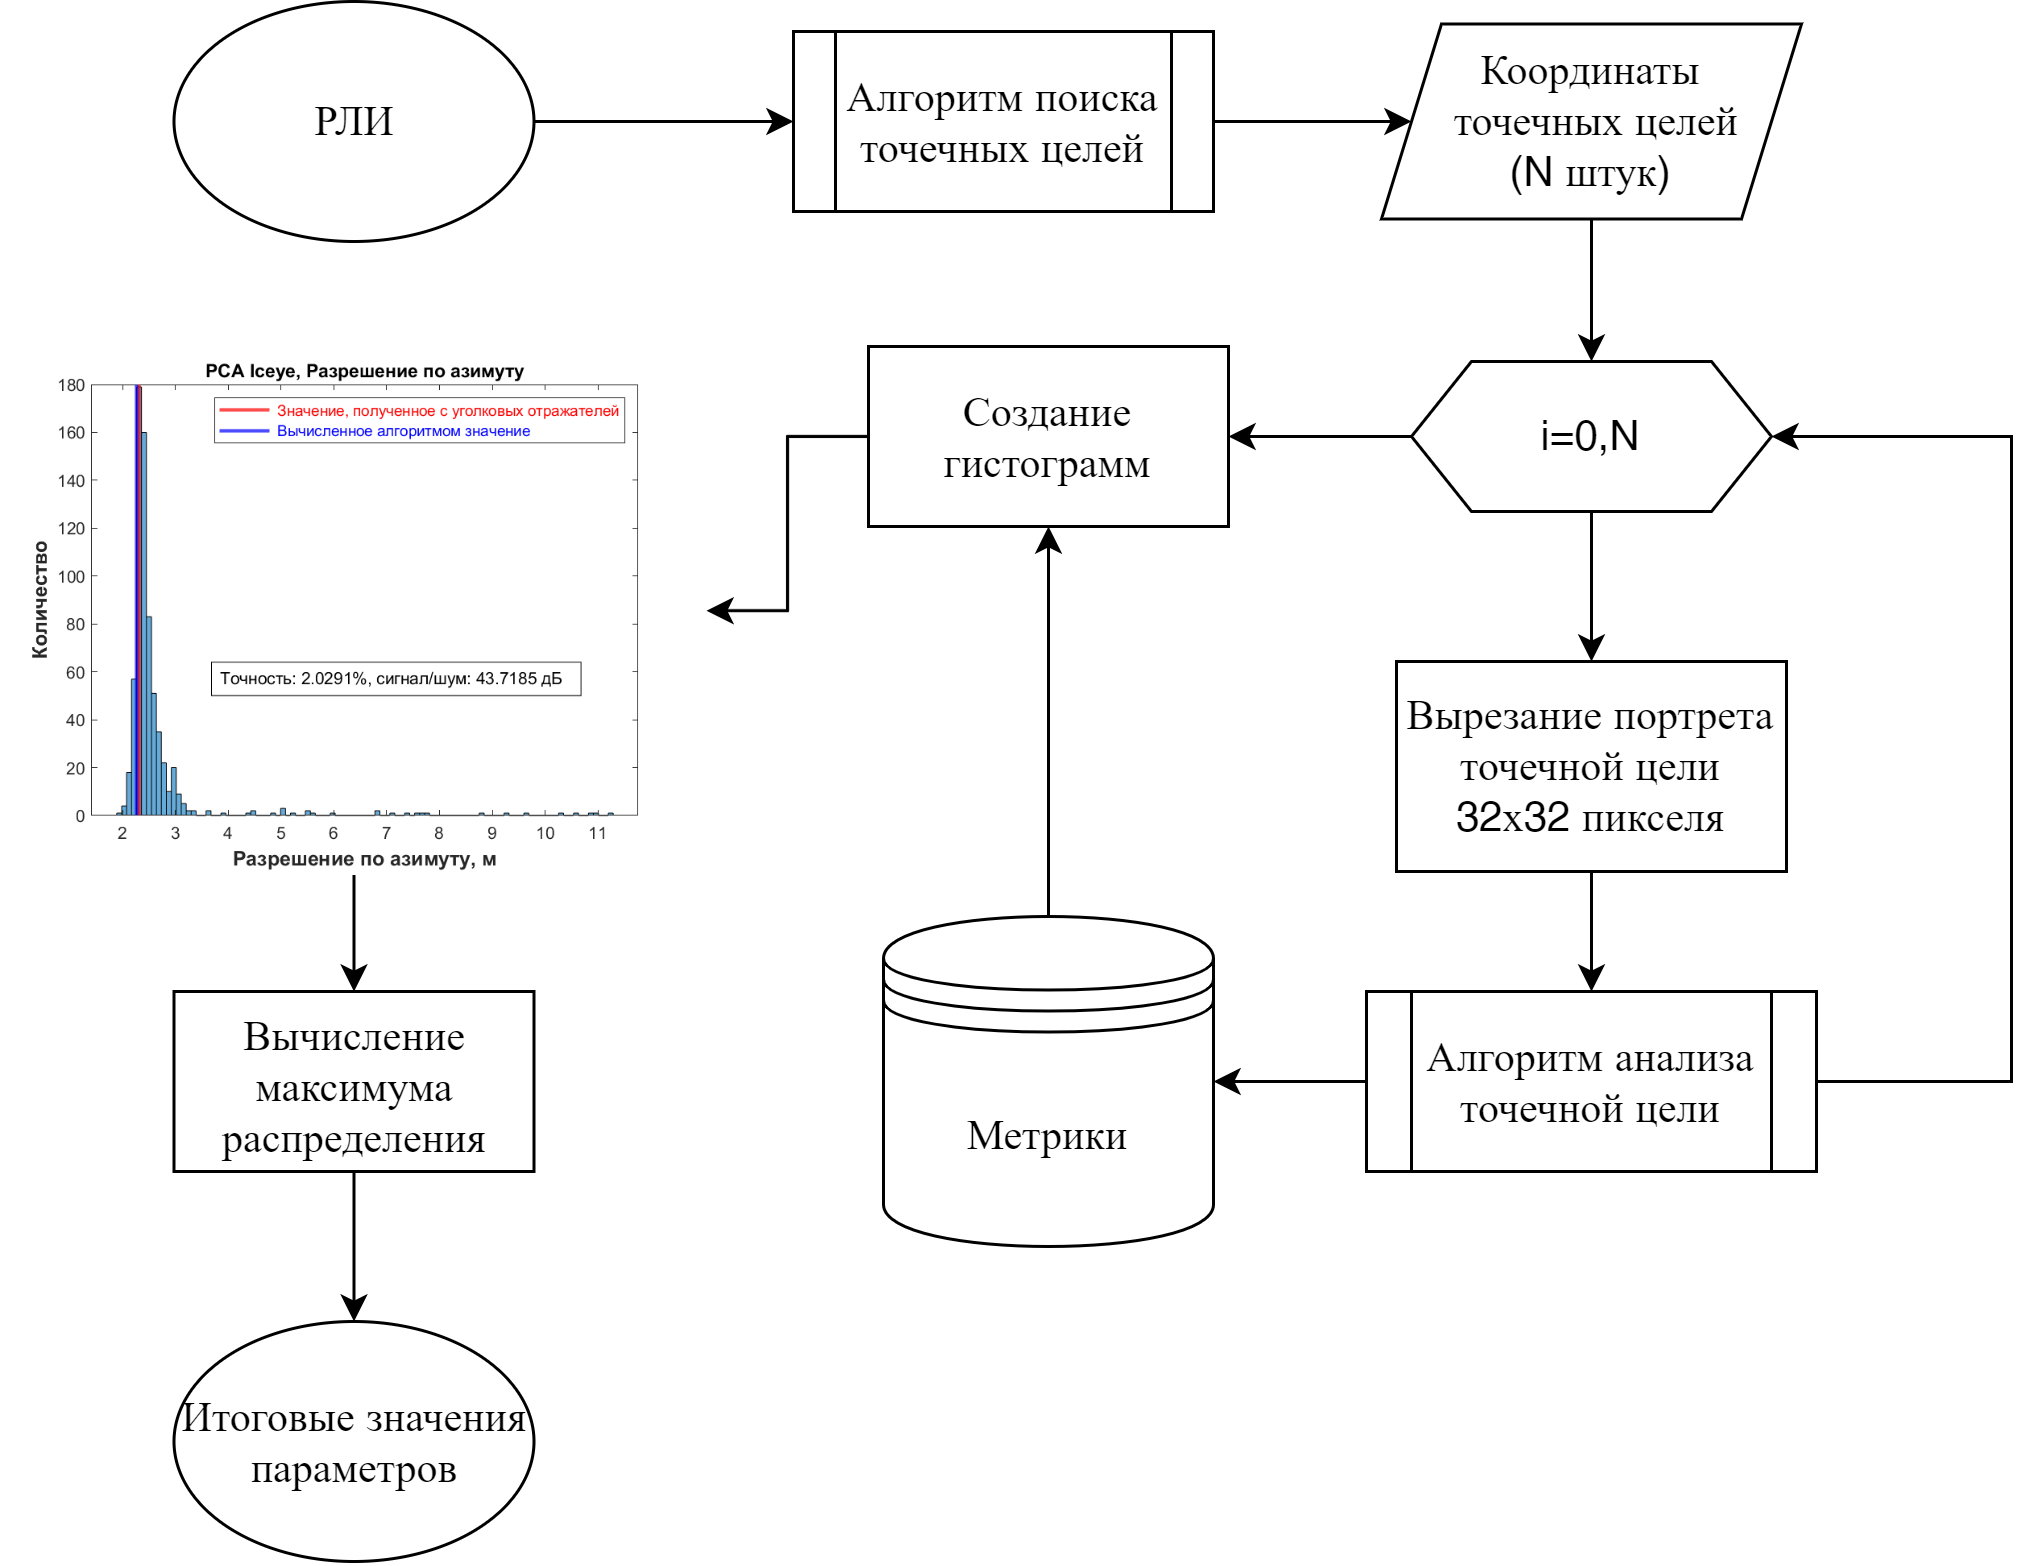 РЛИ
Алгоритм поиска
точечных целей
Координаты
точечных целей
(N штук)
i=0,N
Создание
гистограмм
РСА Iceye, Разрешение по азимуту
Значение, полученное с уголковых отражателей
Вычисленное алгоритмом значение
180
160
140
120
100
80
60
40
20
0
Количество
Точность: 2.0291%, сигнал/шум: 43.7185 дБ
2 3 4 5 6 7 8 9 10 11
Разрешение по азимуту, м
Вырезание портрета
точечной цели
32х32 пикселя
Алгоритм анализа
точечной цели
Метрики
Вычисление
максимума
распределения
Итоговые значения
параметров